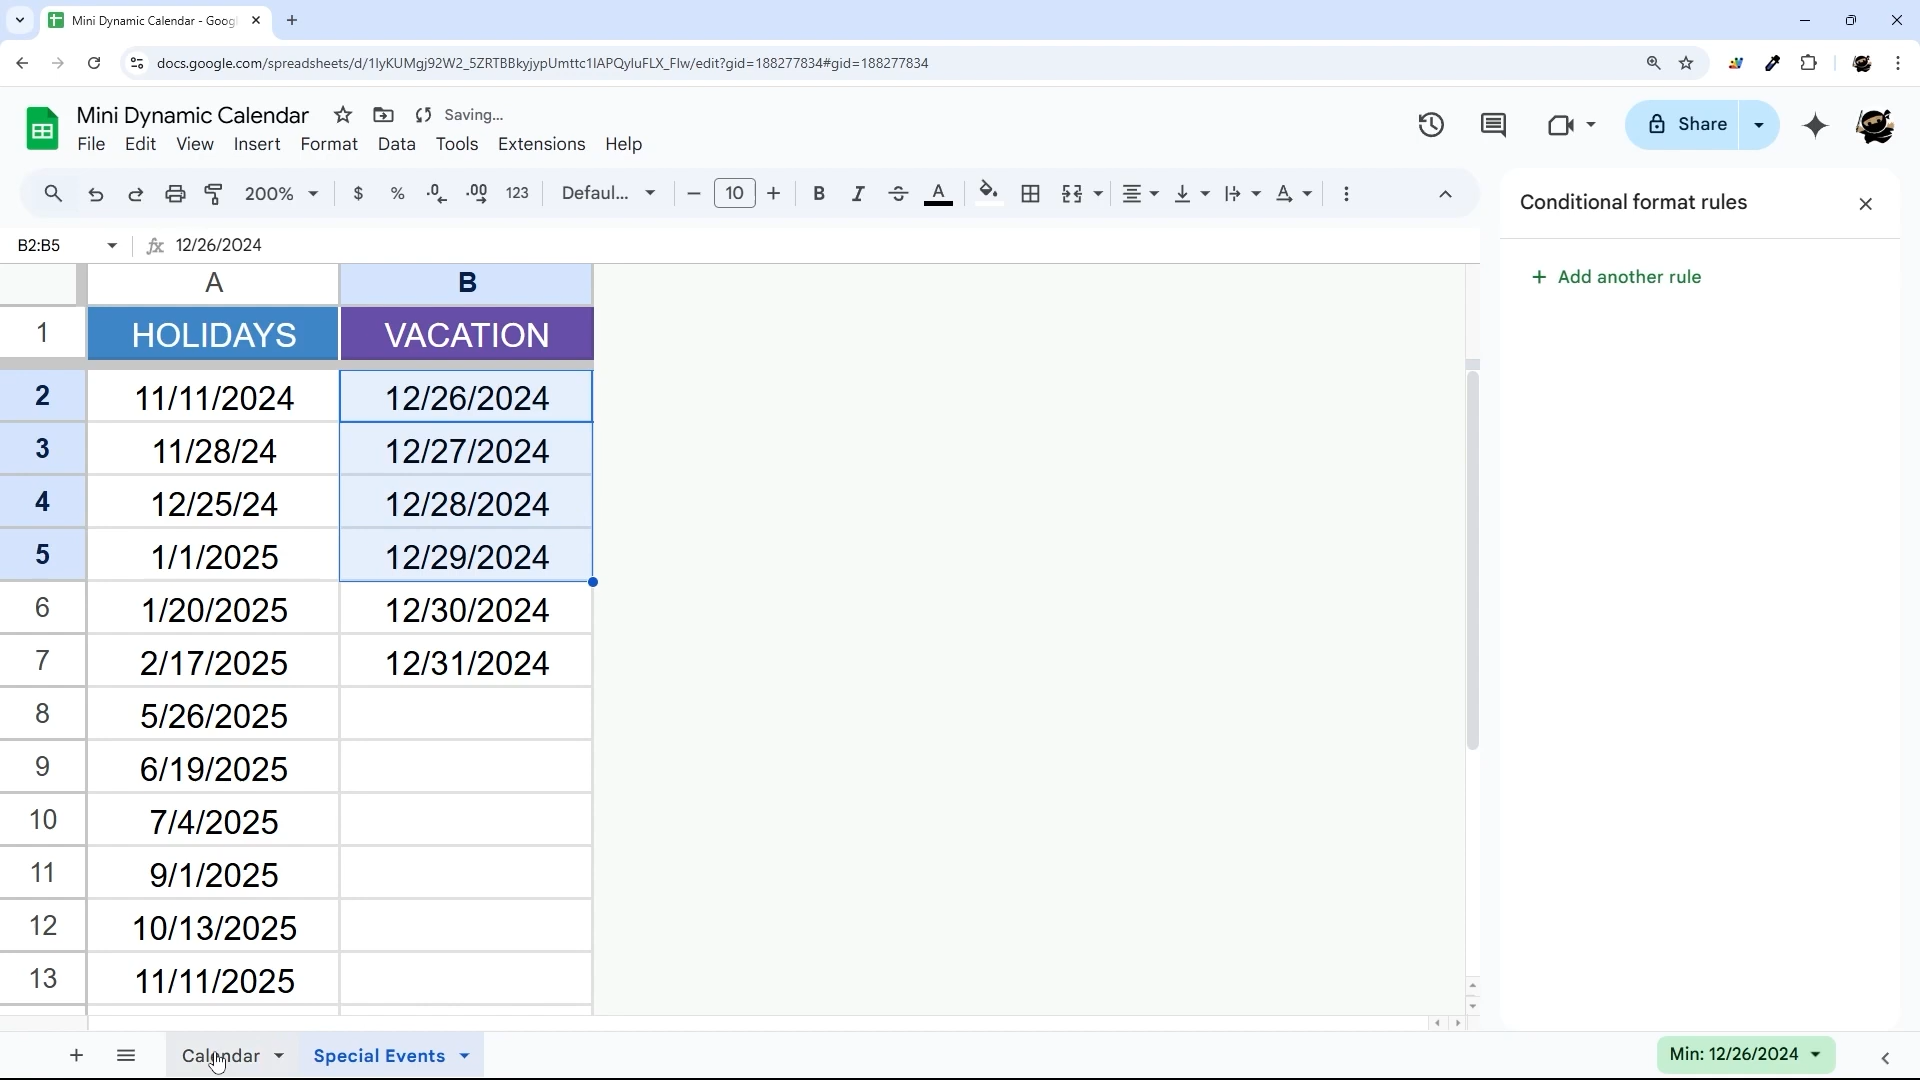 Mini Dynamic Calendar - Goog
docs.google.com/spreadsheets/d/1lyKUMgj92W2_5ZRTBBkyjypUmttc1IAPQyluFLX_Flw/edit?gid=188277834#gid=188277834
Mini Dynamic Calendar Saving...
File Edit View Insert Format Data Tools Extensions Help
Share
200% $ % .0 .00 123 Defaul... 10 B I S A A
Conditional format rules
B2:B5 fx 12/26/2024
+ Add another rule
A B
1 HOLIDAYS VACATION
2 11/11/2024 12/26/2024
3 11/28/24 12/27/2024
4 12/25/24 12/28/2024
5 1/1/2025 12/29/2024
6 1/20/2025 12/30/2024
7 2/17/2025 12/31/2024
8 5/26/2025
9 6/19/2025
10 7/4/2025
11 9/1/2025
12 10/13/2025
13 11/11/2025
Calendar Special Events Min: 12/26/2024